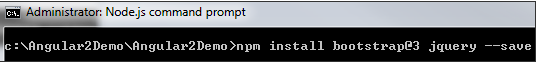 Administrator: Node.js command prompt
c:\Angular2Demo\Angular2Demo>npm install bootstrap@3 jquery --save